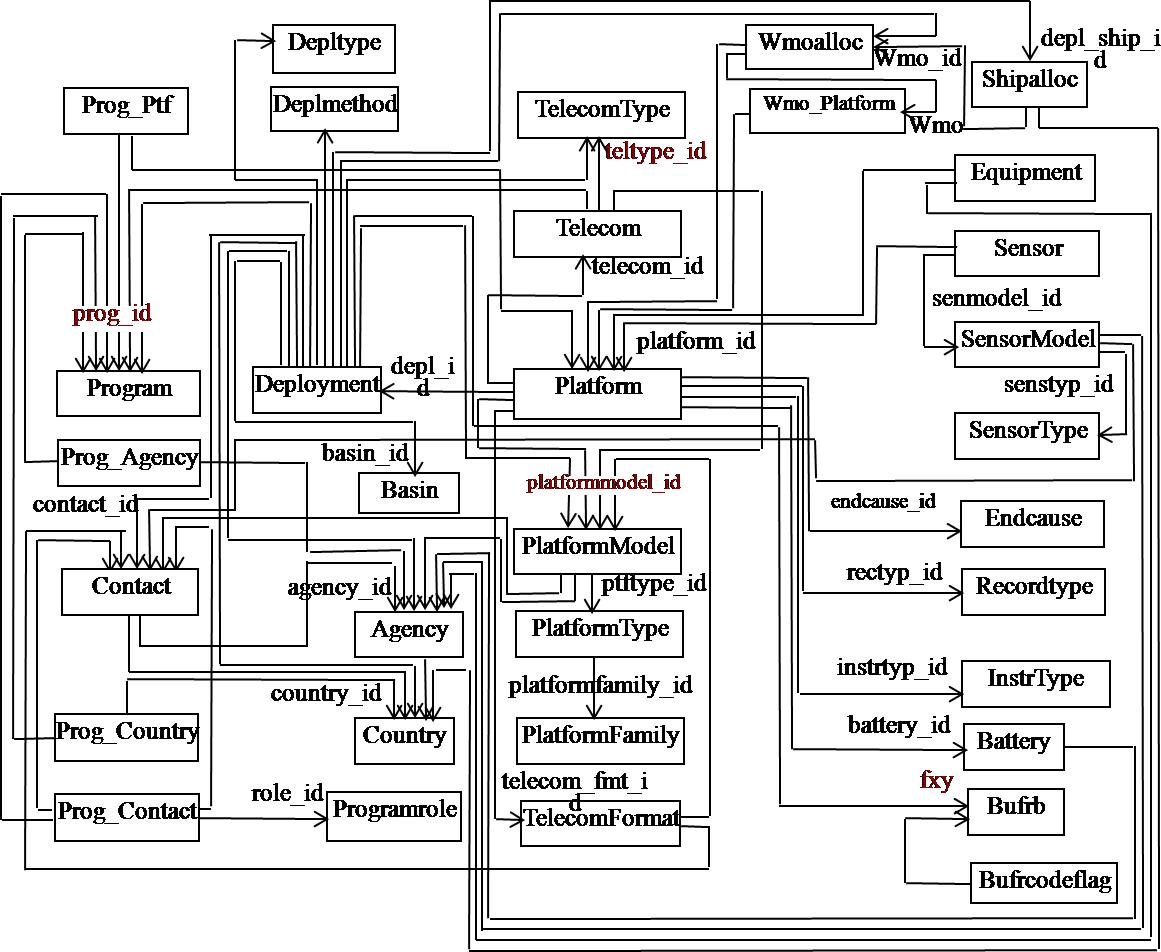 Depltype
Wmoalloc
depl_ship_i
d
Wmo_id
Shipalloc
Prog_Ptf
Deplmethod
TelecomType
Wmo_Platform
Wmo
teltype_id
Equipment
Telecom
Sensor
telecom_id
senmodel_id
prog_id
platform_id
SensorModel
Program
Deployment
depl_i
d
Platform
senstyp_id
SensorType
Prog_Agency
basin_id
Basin
platformmodel_id
contact_id
endcause_id
Endcause
PlatformModel
Contact
agency_id
ptftype_id
rectyp_id
Recordtype
Agency
PlatformType
country_id
platformfamily_id
instrtyp_id
InstrType
Prog_Country
Country
PlatformFamily
battery_id
Battery
telecom_fmt_i
d
fxy
Prog_Contact
role_id
Programrole
TelecomFormat
Bufrb
Bufrcodeflag